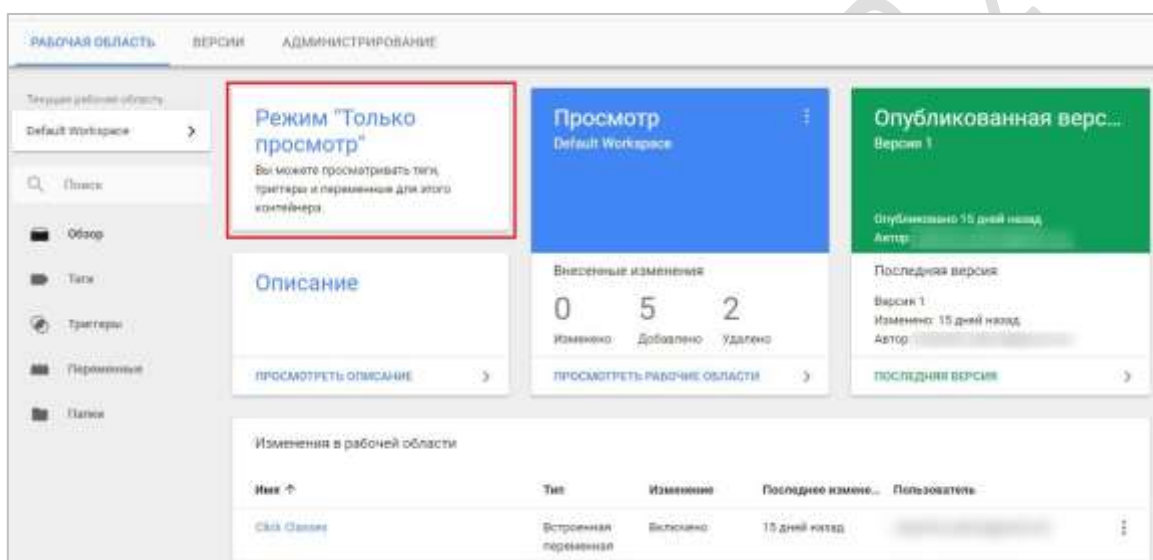 РАБОЧАЯ ОБЛАСТЬ ВЕРСИИ АДМИНИСТРИРОВАНИЕ
Текущая рабочая область
Default Workspace
Поиск
Обзор
Теги
Триггеры
Переменные
Папки
Режим "Только
просмотр"
Вы можете просматривать теги,
триггеры и переменные для этого
контейнера.
Описание
ПРОСМОТРЕТЬ ОПИСАНИЕ
Просмотр
Default Workspace
Внесенные изменения
0 5 2
Изменено Добавлено Удалено
ПРОСМОТРЕТЬ РАБОЧИЕ ОБЛАСТИ
Опубликованная верс...
Версия 1
Опубликовано 15 дней назад
Автор:
Последняя версия
Версия 1
Изменено: 15 дней назад
Автор
ПОСЛЕДНЯЯ ВЕРСИЯ
Изменения в рабочей области
Имя Тип Изменение Последнее измене... Пользователь
Click Classes Встроенная Включено 15 дней назад
переменная